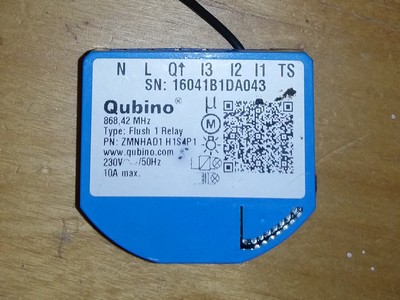 N L Q↑ I3 I2 I1 TS
SN: 16041B1DA043
Qubino®
868,42 MHz
Type: Flush 1 Relay
PN: ZMNHAD1 H1S4P1
www.qubino.com
230V ~/50Hz
10A max.
μ
M